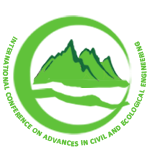 INTERNATIONAL CONFERENCE ON ADVANCES IN CIVIL AND ECOLOGICAL ENGINEERING